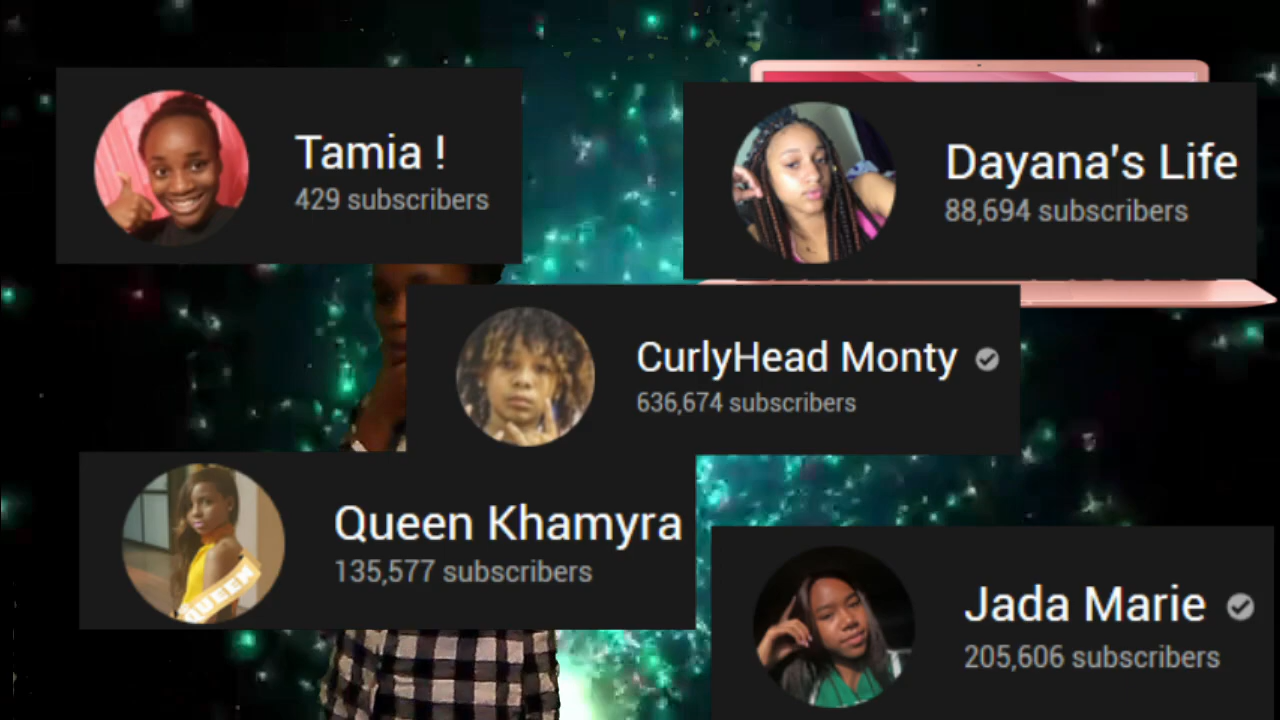 Tamia !
429 subscribers
Dayana's Life
88,694 subscribers
CurlyHead Monty
636,674 subscribers
Queen Khamyra
135,577 subscribers
QUEEN
Jada Marie
205,606 subscribers